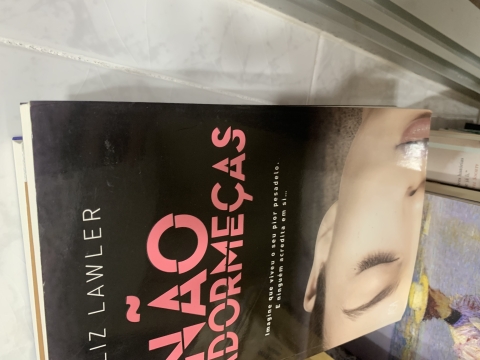 LIZ LAWLER
NÃO
ADORMEÇAS
Imagine que viveu o seu pior pesadelo.
E ninguém acredita em si...